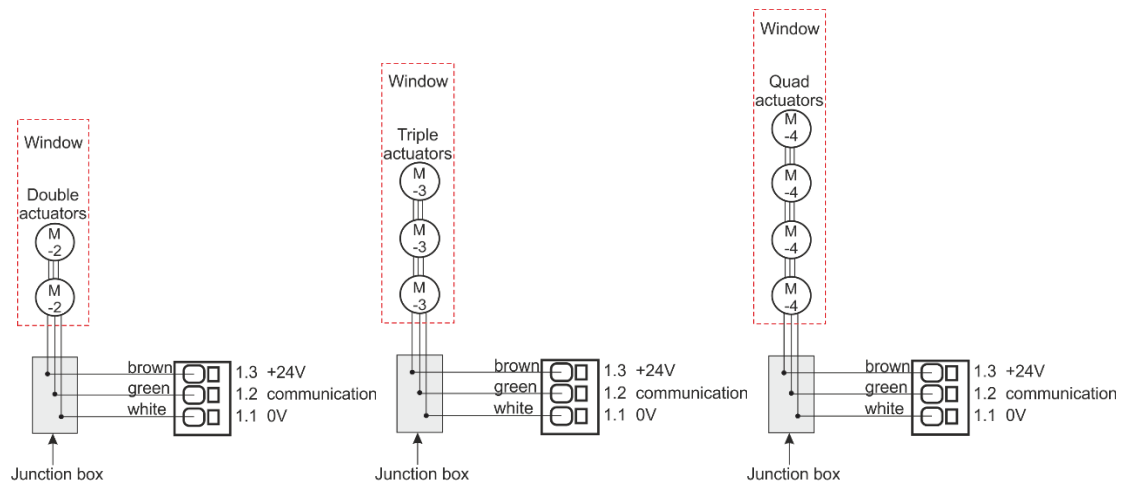 Window
Double
actuators
M
-2
M
-2
brown 1.3 +24V
green 1.2 communication
white 1.1 0V
Junction box
Window
Triple
actuators
M
-3
M
-3
M
-3
brown 1.3 +24V
green 1.2 communication
white 1.1 0V
Junction box
Window
Quad
actuators
M
-4
M
-4
M
-4
M
-4
brown 1.3 +24V
green 1.2 communication
white 1.1 0V
Junction box